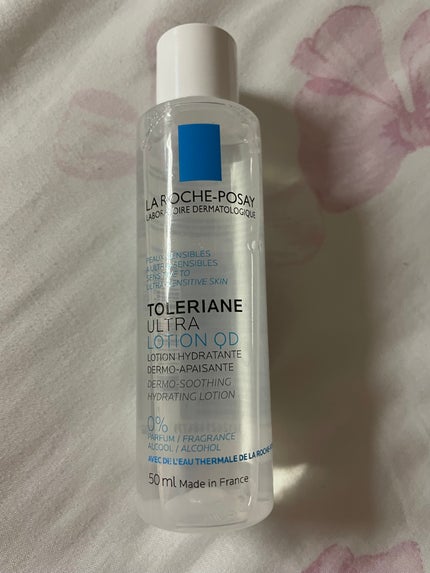 LA ROCHE-POSAY
LABORATOIRE DERMATOLOGIQUE
PEAUX SENSIBLES
À ULTRA-SENSIBLES
SENSITIVE TO
ULTRA-SENSITIVE SKIN
TOLERIANE
ULTRA
LOTION QD
LOTION HYDRATANTE
DERMO-APAISANTE
DERMO-SOOTHING
HYDRATING LOTION
0%
PARFUM / FRAGRANCE
ALCOOL / ALCOHOL
AVEC DE L'EAU THERMALE DE LA ROCHE-
50 ml Made in France